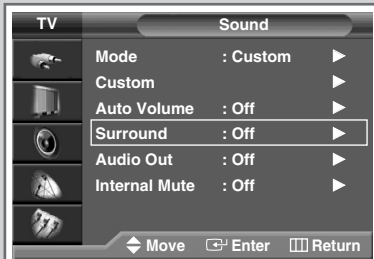 TV Sound
Mode : Custom
Custom
Auto Volume : Off
Surround : Off
Audio Out : Off
Internal Mute : Off
Move Enter Return